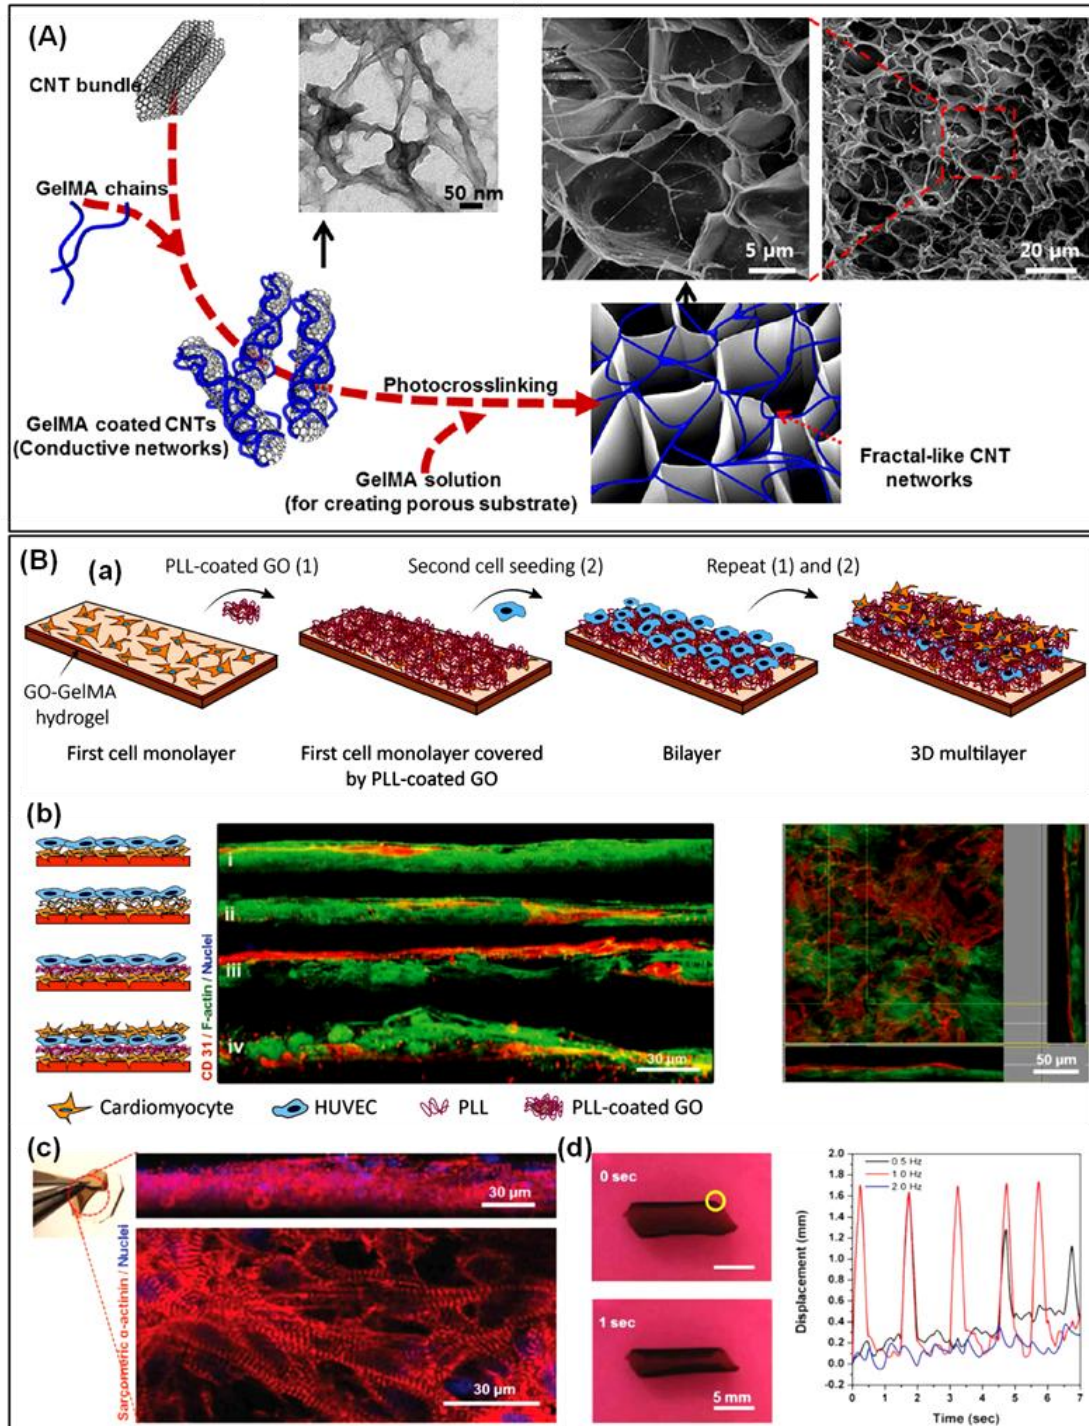 (A)
CNT bundle
GelMA chains
50 nm
5 μm
20 μm
GelMA coated CNTs
(Conductive networks)
Photocrosslinking
GelMA solution
(for creating porous substrate)
Fractal-like CNT
networks
(B)
(a)
PLL-coated GO (1)
Second cell seeding (2)
Repeat (1) and (2)
GO-GelMA
hydrogel
First cell monolayer
First cell monolayer covered
by PLL-coated GO
Bilayer
3D multilayer
(b)
CD 31 / F-actin / Nuclei
i
ii
iii
iv
30 μm
50 μm
Cardiomyocyte
HUVEC
PLL
PLL-coated GO
(c)
Sarcomeric α-actinin / Nuclei
30 μm
30 μm
(d)
0 sec
1 sec
5 mm
Displacement (mm)
2.0
1.8
1.6
1.4
1.2
1.0
0.8
0.6
0.4
0.2
0.0
-0.2
0.5 Hz
1.0 Hz
2.0 Hz
0 1 2 3 4 5 6 7
Time (sec)